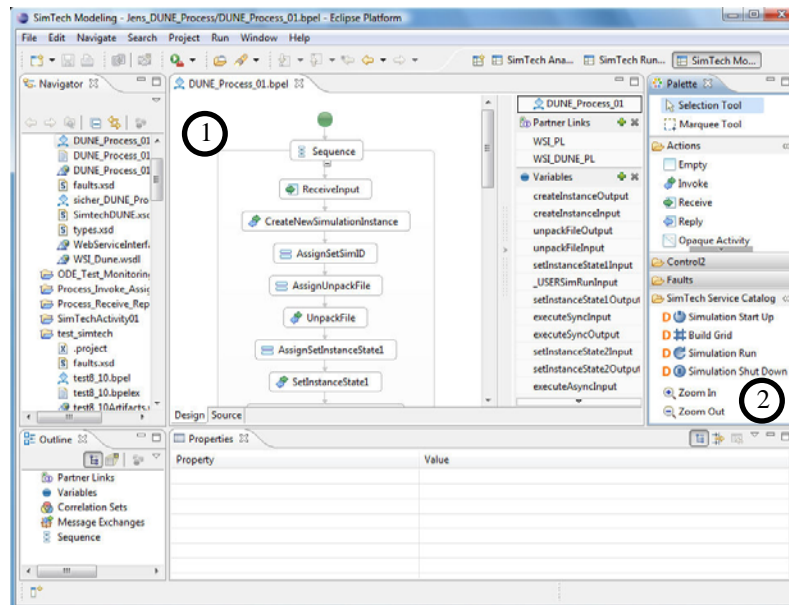 SimTech Modeling - Jens_DUNE_Process/DUNE_Process_01.bpel - Eclipse Platform
File Edit Navigate Search Project Run Window Help
SimTech Ana... SimTech Run... SimTech Mo...
Navigator
DUNE_Process_01
DUNE_Process_01
DUNE_Process_01
faults.xsd
sicher_DUNE_Pro
SimtechDUNE.xsd
types.xsd
WebServiceInterf.
WSI_Dune.wsdl
ODE_Test_Monitorin
Process_Invoke_Assig
Process_Receive_Rep
SimTechActivity01
test_simtech
.project
faults.xsd
test8_10.bpel
test8_10.bpelex
test8_10Artifacts.
DUNE_Process_01.bpel
1
Sequence
ReceiveInput
CreateNewSimulationInstance
AssignSetSimID
AssignUnpackFile
UnpackFile
AssignSetInstanceState1
SetInstanceState1
Design Source
DUNE_Process_01
Partner Links
WSI_PL
WSI_DUNE_PL
Variables
createInstanceOutput
createInstanceInput
unpackFileOutput
unpackFileInput
setInstanceState1Input
_USERSimRunInput
setInstanceState1Output
executeSyncInput
executeSyncOutput
setInstanceState2Input
setInstanceState2Output
executeAsyncInput
Palette
Selection Tool
Marquee Tool
Actions
Empty
Invoke
Receive
Reply
Opaque Activity
Control2
Faults
SimTech Service Catalog
D Simulation Start Up
D Build Grid
D Simulation Run
D Simulation Shut Down
Zoom In
Zoom Out
2
Outline
Partner Links
Variables
Correlation Sets
Message Exchanges
Sequence
Properties
Property Value